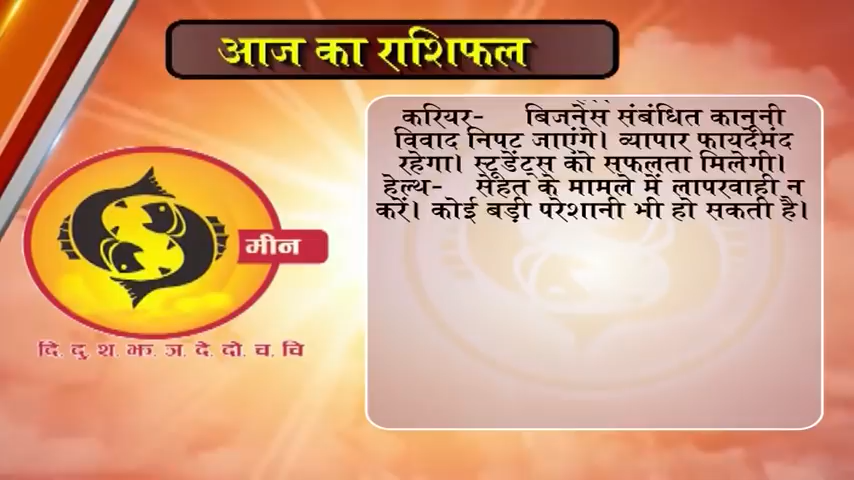 आज का राशिफल
करियर- बिजनेस संबंधित कानूनी
विवाद निपट जाएंगे। व्यापार फायदेमंद
रहेगा। स्टूडेंट्स को सफलता मिलेगी।
हेल्थ- सेहत के मामले में लापरवाही न
करें। कोई बड़ी परेशानी भी हो सकती है।
मीन
दि. दु. श. झ. ञ. दे. दो. च. चि